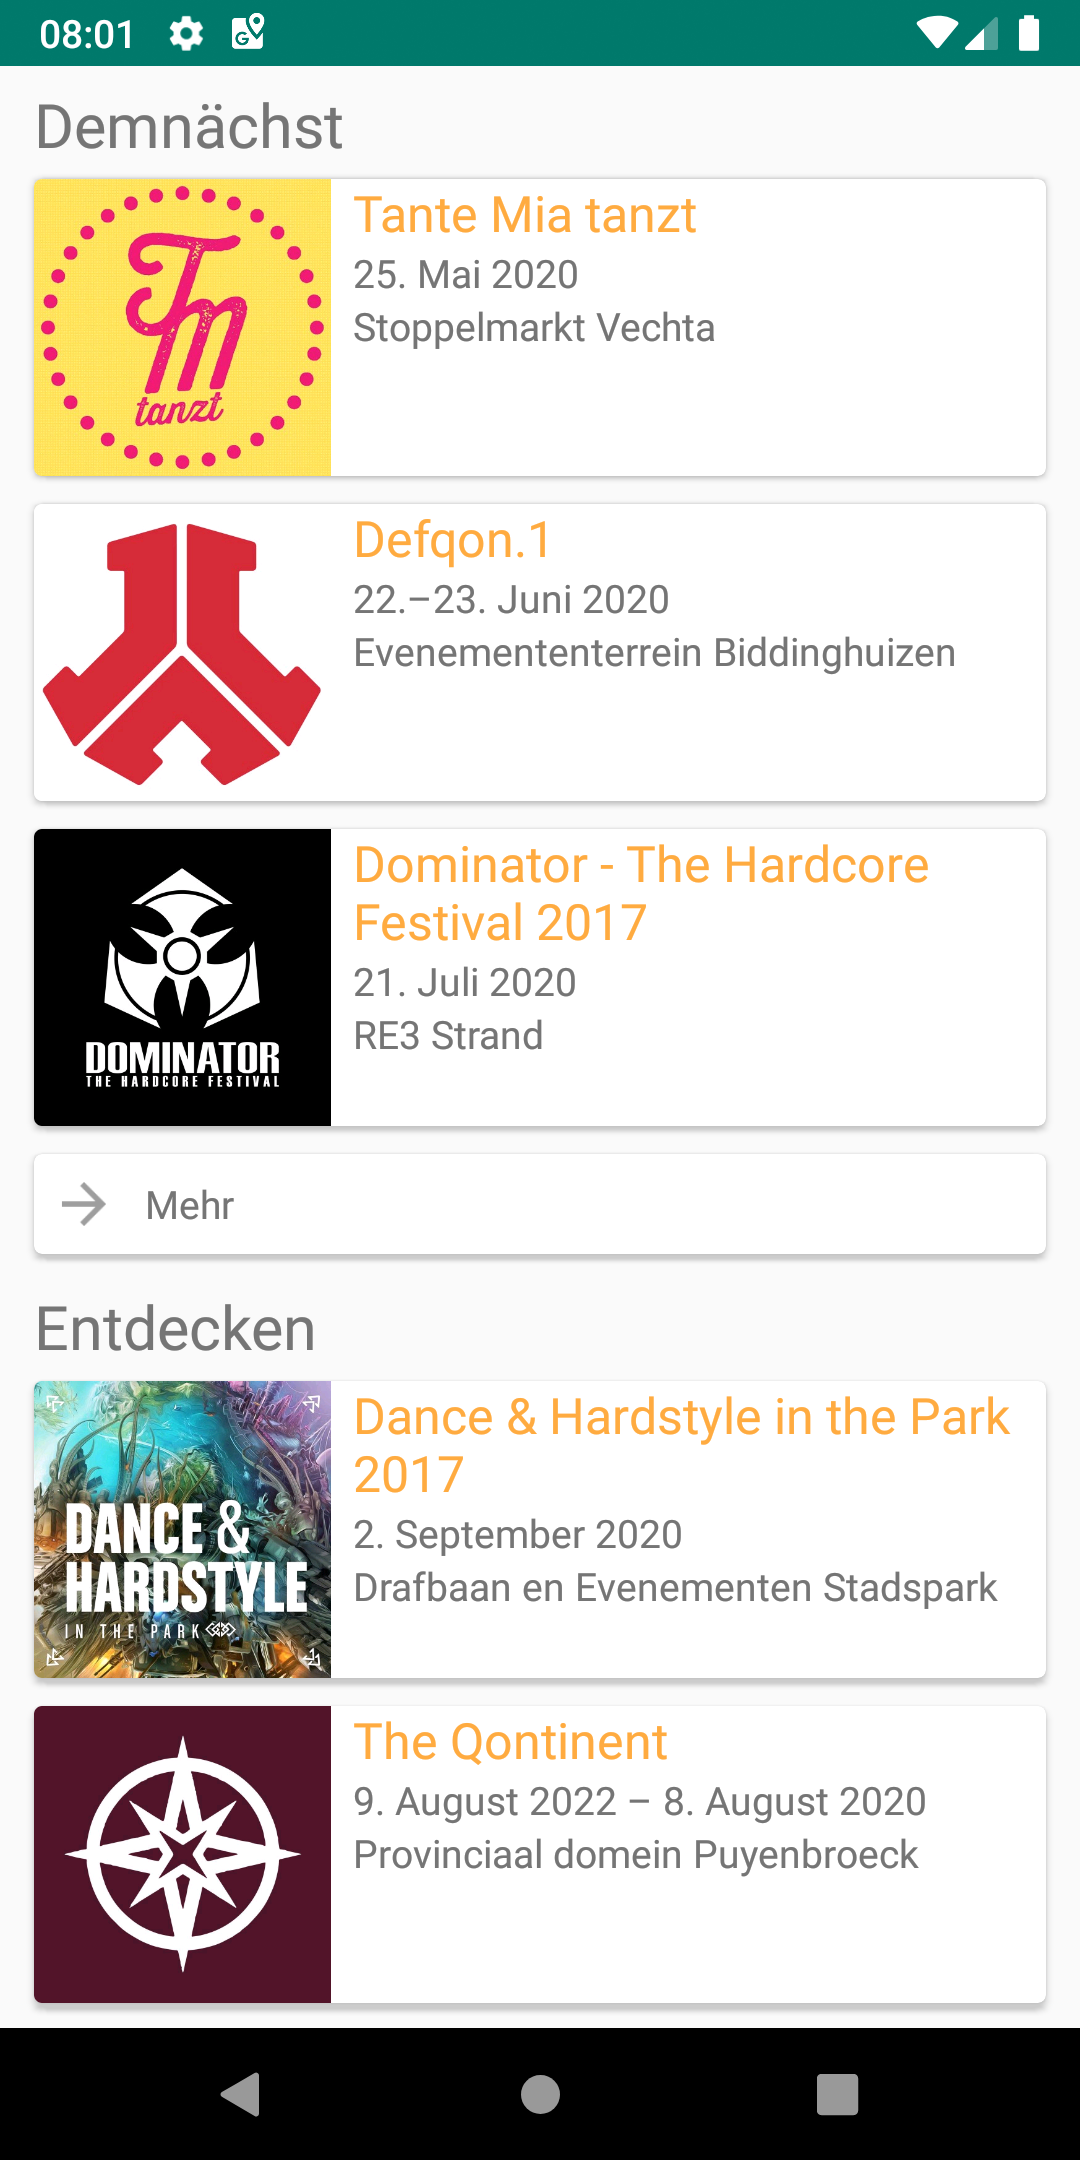 08:01
Demnächst
TM
tanzt
Tante Mia tanzt
25. Mai 2020
Stoppelmarkt Vechta
Defqon.1
22.–23. Juni 2020
Evenemententerrein Biddinghuizen
DOMINATOR
THE HARDCORE FESTIVAL
Dominator - The Hardcore
Festival 2017
21. Juli 2020
RE3 Strand
Mehr
Entdecken
DANCE &
HARDSTYLE
IN THE PARK
Dance & Hardstyle in the Park
2017
2. September 2020
Drafbaan en Evenementen Stadspark
The Qontinent
9. August 2022 – 8. August 2020
Provinciaal domein Puyenbroeck